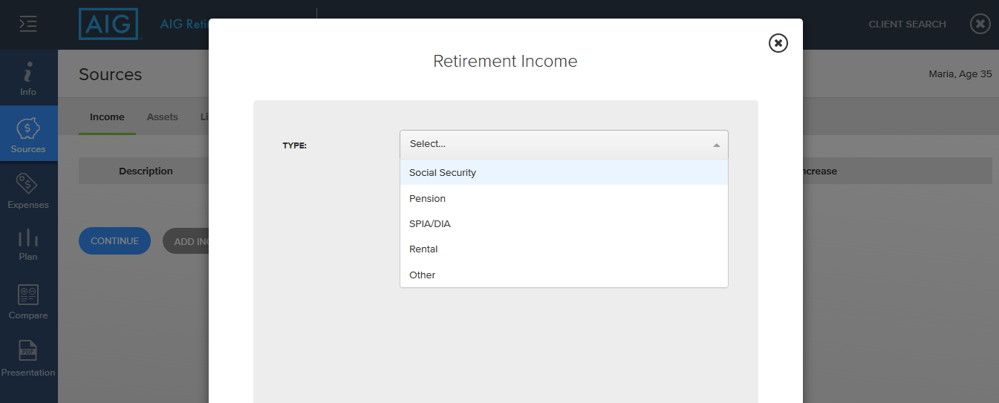 AIG
AIG Reti
CLIENT SEARCH
Retirement Income
Info
Sources
Maria, Age 35
Income
Assets
Li
TYPE:
Select...
Sources
Description
Social Security
crease
Pension
Expenses
SPIA/DIA
CONTINUE
ADD INC
Rental
Plan
Other
Compare
PDF
Presentation